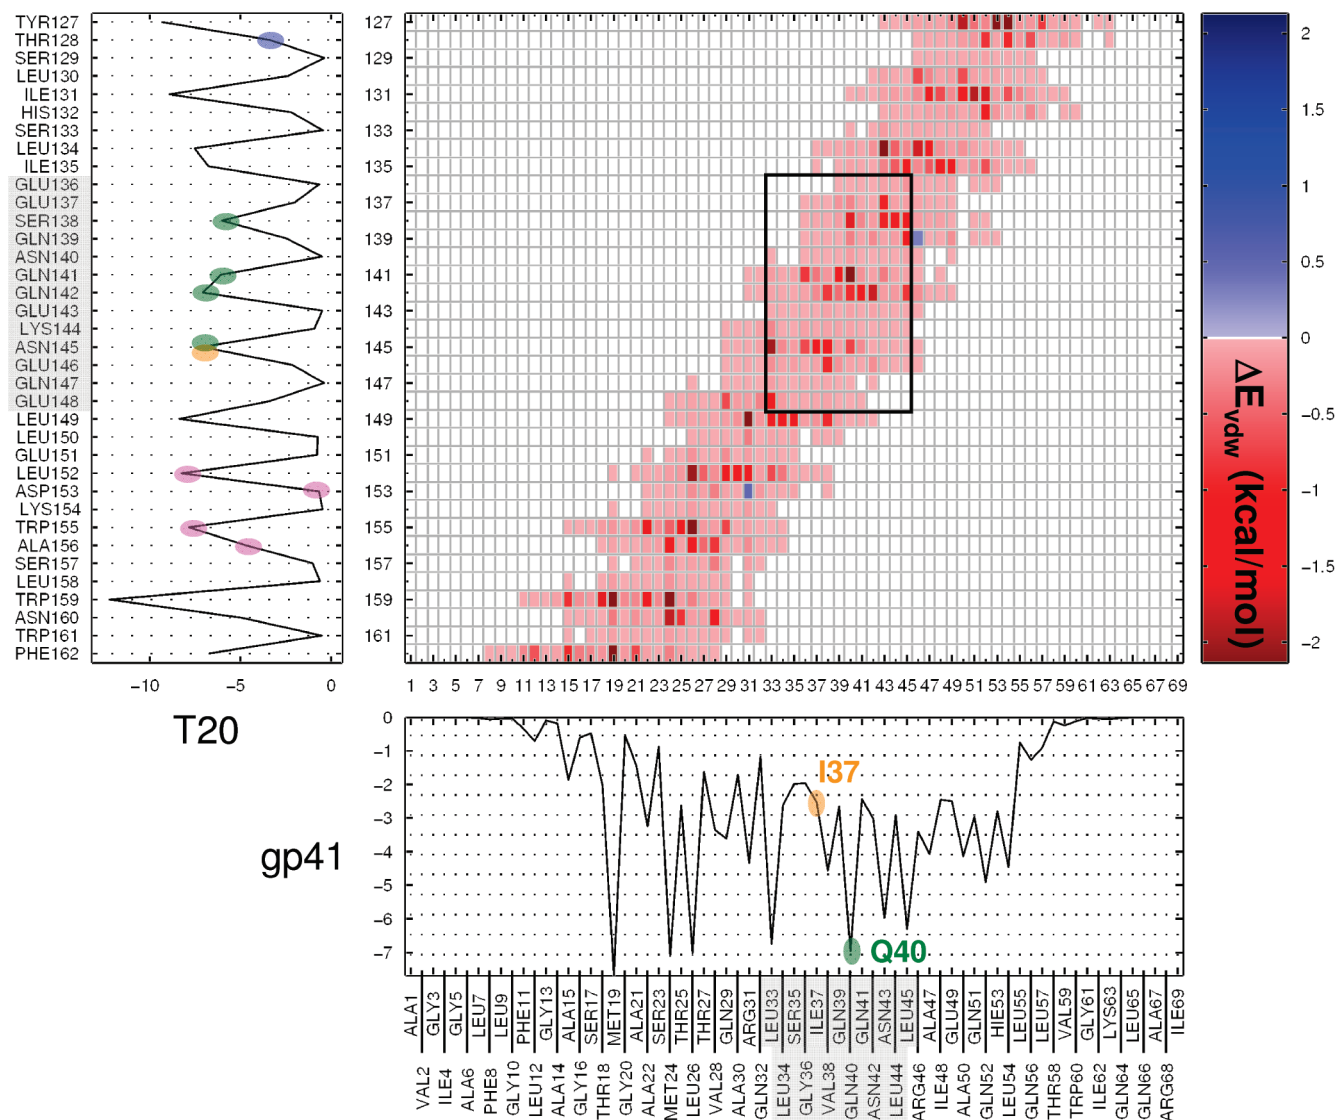 TYR127
THR128
SER129
LEU130
ILE131
HIS132
SER133
LEU134
ILE135
GLU136
GLU137
SER138
GLN139
ASN140
GLN141
GLN142
GLU143
LYS144
ASN145
GLU146
GLN147
GLU148
LEU149
LEU150
GLU151
LEU152
ASP153
LYS154
TRP155
ALA156
SER157
LEU158
TRP159
ASN160
TRP161
PHE162
−10 −5 0
T20
127
129
131
133
135
137
139
141
143
145
147
149
151
153
155
157
159
161
1 3 5 7 9 11 13 15 17 19 21 23 25 27 29 31 33 35 37 39 41 43 45 47 49 51 53 55 57 59 61 63 65 67 69
2
1.5
1
0.5
0
−0.5
−1
−1.5
−2
ΔEvdw (kcal/mol)
gp41
0
−1
−2
−3
−4
−5
−6
−7
I37
Q40
ALA1 GLY3 GLY5 LEU7 LEU9 PHE11 GLY13 ALA15 SER17 MET19 ALA21 SER23 THR25 THR27 GLN29 ARG31 LEU33 SER35 ILE37 GLN39 GLN41 ASN43 LEU45 ALA47 GLU49 GLN51 HIE53 LEU55 LEU57 VAL59 GLY61 LYS63 LEU65 ALA67 ILE69
VAL2 ILE4 ALA6 PHE8 GLY10 LEU12 ALA14 GLY16 THR18 GLY20 ALA22 MET24 LEU26 VAL28 ALA30 GLN32 LEU34 GLY36 VAL38 GLN40 ASN42 LEU44 ARG46 ILE48 ALA50 GLN52 LEU54 GLN56 THR58 TRP60 ILE62 GLN64 GLN66 ARG68